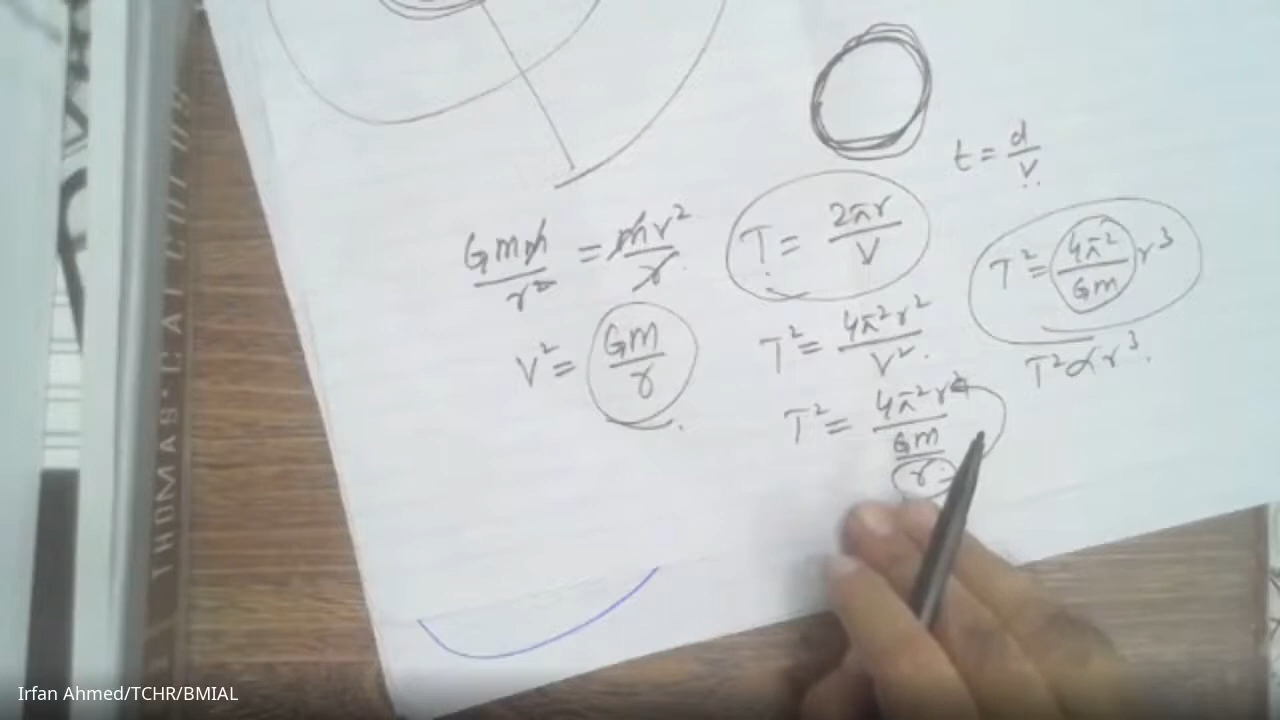 t = d/v
GMm/r² = mv²/r
T = 2πr/v
T² = 4π²/Gm r³
v² = Gm/r
T² = 4π²r²/v²
T² ∝ r³
T² = 4π²r²/(Gm/r)
THOMAS' CALCULUS
Irfan Ahmed/TCHR/BMIAL